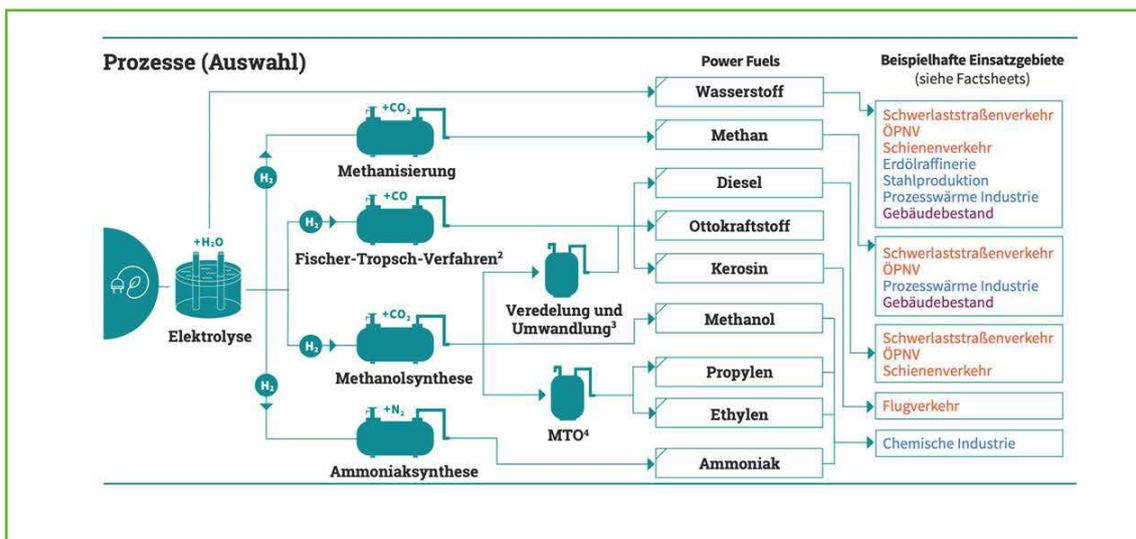 Prozesse (Auswahl)
Power Fuels
Beispielhafte Einsatzgebiete
(siehe Factsheets)
+H₂O
Elektrolyse
H₂
+CO₂
Methanisierung
H₂
+CO
Fischer-Tropsch-Verfahren²
H₂
+CO₂
Methanolsynthese
H₂
+N₂
Ammoniaksynthese
Veredelung und
Umwandlung³
MTO⁴
Wasserstoff
Methan
Diesel
Ottokraftstoff
Kerosin
Methanol
Propylen
Ethylen
Ammoniak
Schwerlaststraßenverkehr
ÖPNV
Schienenverkehr
Erdölraffinerie
Stahlproduktion
Prozesswärme Industrie
Gebäudebestand
Schwerlaststraßenverkehr
ÖPNV
Prozesswärme Industrie
Gebäudebestand
Schwerlaststraßenverkehr
ÖPNV
Schienenverkehr
Flugverkehr
Chemische Industrie